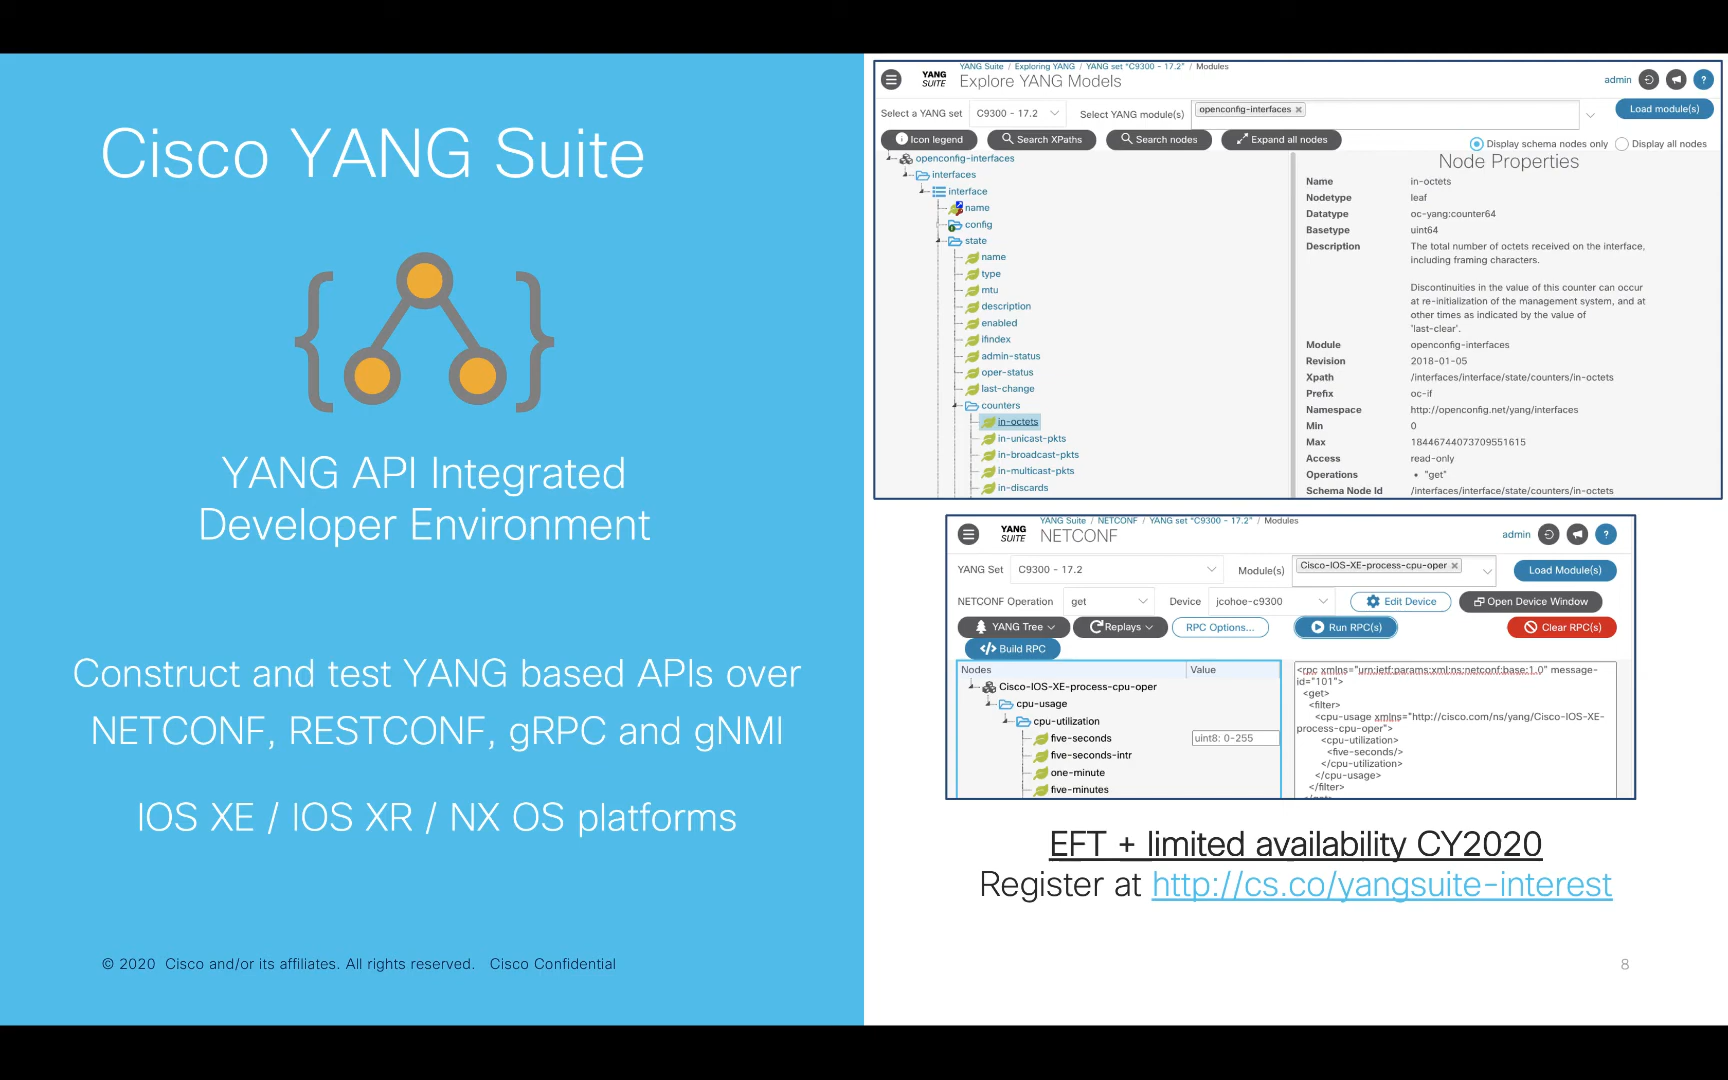 Cisco YANG Suite
YANG API Integrated
Developer Environment
Construct and test YANG based APIs over
NETCONF, RESTCONF, gRPC and gNMI
IOS XE / IOS XR / NX OS platforms
© 2020 Cisco and/or its affiliates. All rights reserved. Cisco Confidential
YANG Suite / Exploring YANG / YANG set "C9300 - 17.2" / Modules
YANG
SUITE
Explore YANG Models
admin
?
Select a YANG set
C9300 - 17.2
Select YANG module(s)
openconfig-interfaces ×
Load module(s)
Icon legend
Search XPaths
Search nodes
Expand all nodes
Display schema nodes only
Display all nodes
openconfig-interfaces
interfaces
interface
name
config
state
name
type
mtu
description
enabled
ifindex
admin-status
oper-status
last-change
counters
in-octets
in-unicast-pkts
in-broadcast-pkts
in-multicast-pkts
in-discards
Node Properties
Name in-octets
Nodetype leaf
Datatype oc-yang:counter64
Basetype uint64
Description The total number of octets received on the interface,
including framing characters.
Discontinuities in the value of this counter can occur
at re-initialization of the management system, and at
other times as indicated by the value of
'last-clear'.
Module openconfig-interfaces
Revision 2018-01-05
Xpath /interfaces/interface/state/counters/in-octets
Prefix oc-if
Namespace http://openconfig.net/yang/interfaces
Min 0
Max 18446744073709551615
Access read-only
Operations • "get"
Schema Node Id /interfaces/interface/state/counters/in-octets
YANG Suite / NETCONF / YANG set "C9300 - 17.2" / Modules
YANG
SUITE
NETCONF
admin
?
YANG Set
C9300 - 17.2
Module(s)
Cisco-IOS-XE-process-cpu-oper ×
Load Module(s)
NETCONF Operation
get
Device
jcohoe-c9300
Edit Device
Open Device Window
YANG Tree
Replays
RPC Options...
Run RPC(s)
Clear RPC(s)
</> Build RPC
Nodes
Value
Cisco-IOS-XE-process-cpu-oper
cpu-usage
cpu-utilization
five-seconds
uint8: 0-255
five-seconds-intr
one-minute
five-minutes
<rpc xmlns="urn:ietf:params:xml:ns:netconf:base:1.0" message-
id="101">
<get>
<filter>
<cpu-usage xmlns="http://cisco.com/ns/yang/Cisco-IOS-XE-
process-cpu-oper">
<cpu-utilization>
<five-seconds/>
</cpu-utilization>
</cpu-usage>
</filter>
EFT + limited availability CY2020
Register at http://cs.co/yangsuite-interest
8